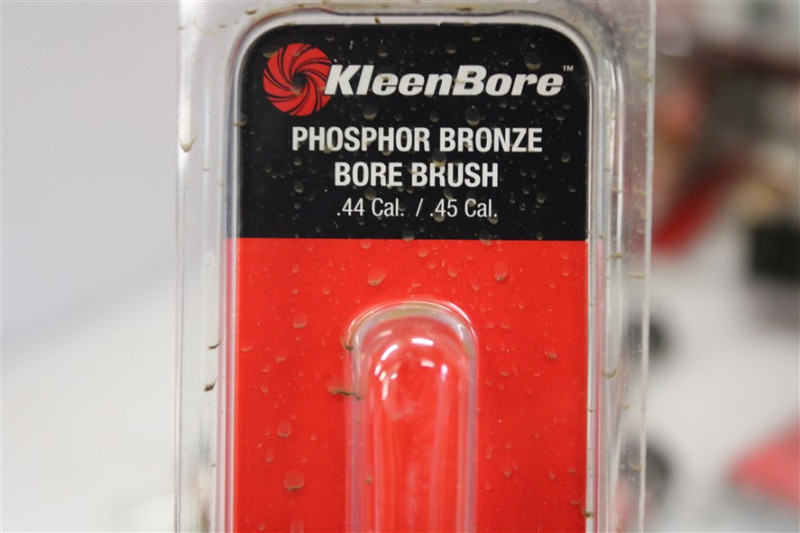 KleenBore™
PHOSPHOR BRONZE
BORE BRUSH
.44 Cal. / .45 Cal.